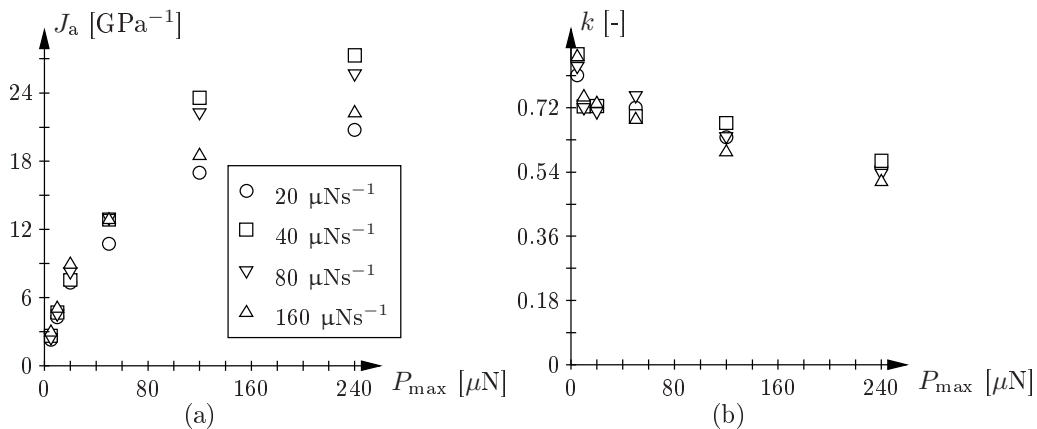 J_a [GPa⁻¹]
24
18
12
6
0
0 80 160 240 P_max [μN]
20 μNs⁻¹
40 μNs⁻¹
80 μNs⁻¹
160 μNs⁻¹
(a)
k [-]
0.72
0.54
0.36
0.18
0
0 80 160 240 P_max [μN]
(b)